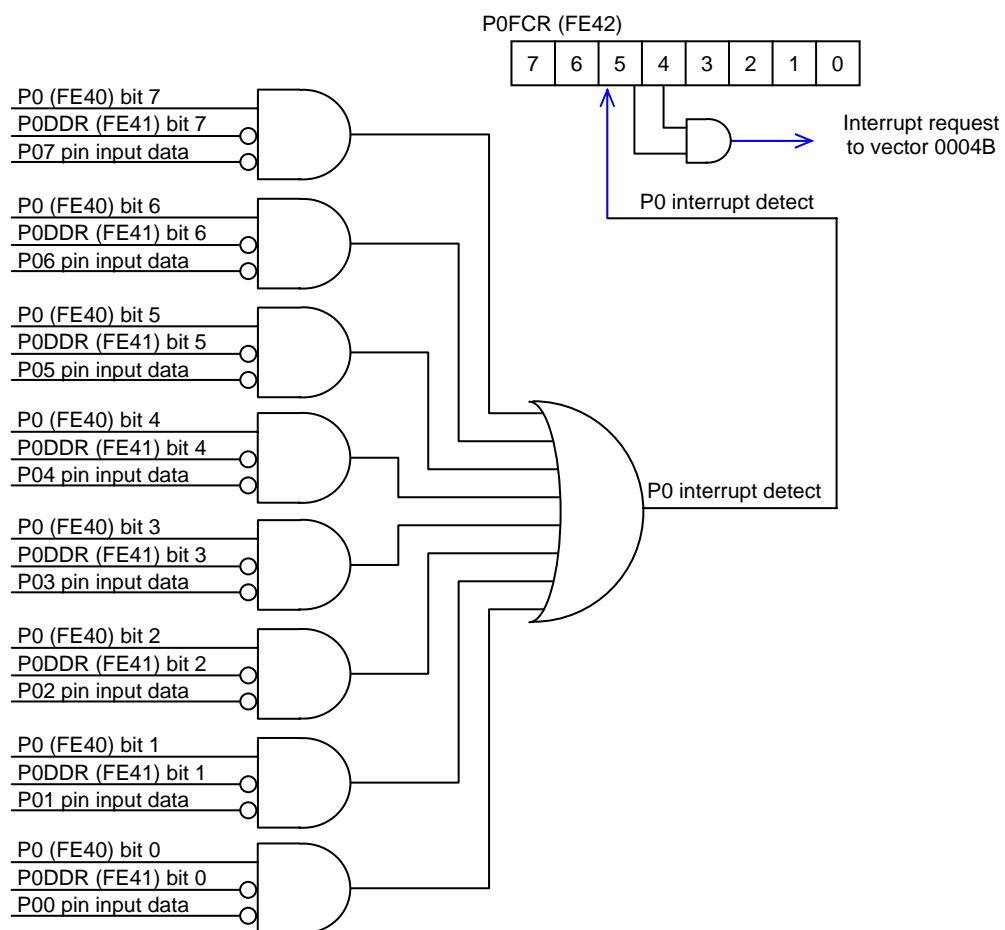 P0FCR (FE42)
7 6 5 4 3 2 1 0
Interrupt request
to vector 0004B
P0 interrupt detect
P0 (FE40) bit 7
P0DDR (FE41) bit 7
P07 pin input data
P0 (FE40) bit 6
P0DDR (FE41) bit 6
P06 pin input data
P0 (FE40) bit 5
P0DDR (FE41) bit 5
P05 pin input data
P0 (FE40) bit 4
P0DDR (FE41) bit 4
P04 pin input data
P0 interrupt detect
P0 (FE40) bit 3
P0DDR (FE41) bit 3
P03 pin input data
P0 (FE40) bit 2
P0DDR (FE41) bit 2
P02 pin input data
P0 (FE40) bit 1
P0DDR (FE41) bit 1
P01 pin input data
P0 (FE40) bit 0
P0DDR (FE41) bit 0
P00 pin input data